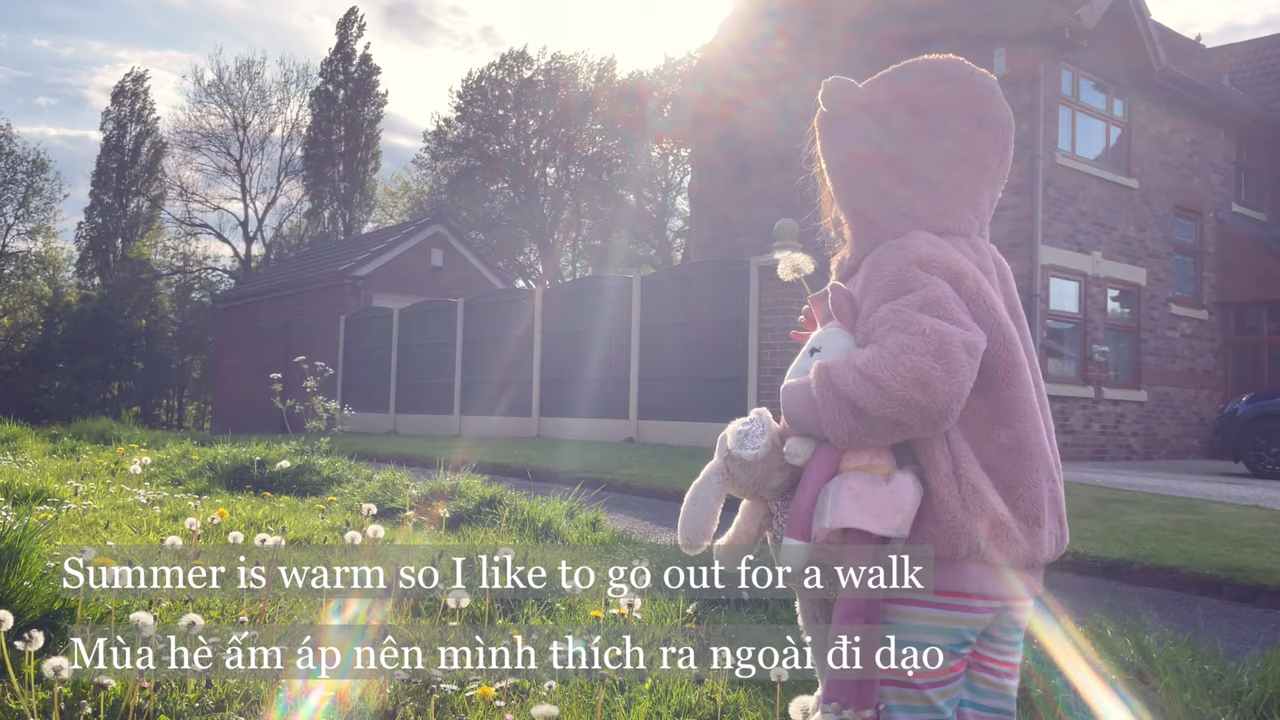 Summer is warm so I like to go out for a walk
Mùa hè ấm áp nên mình thích ra ngoài đi dạo